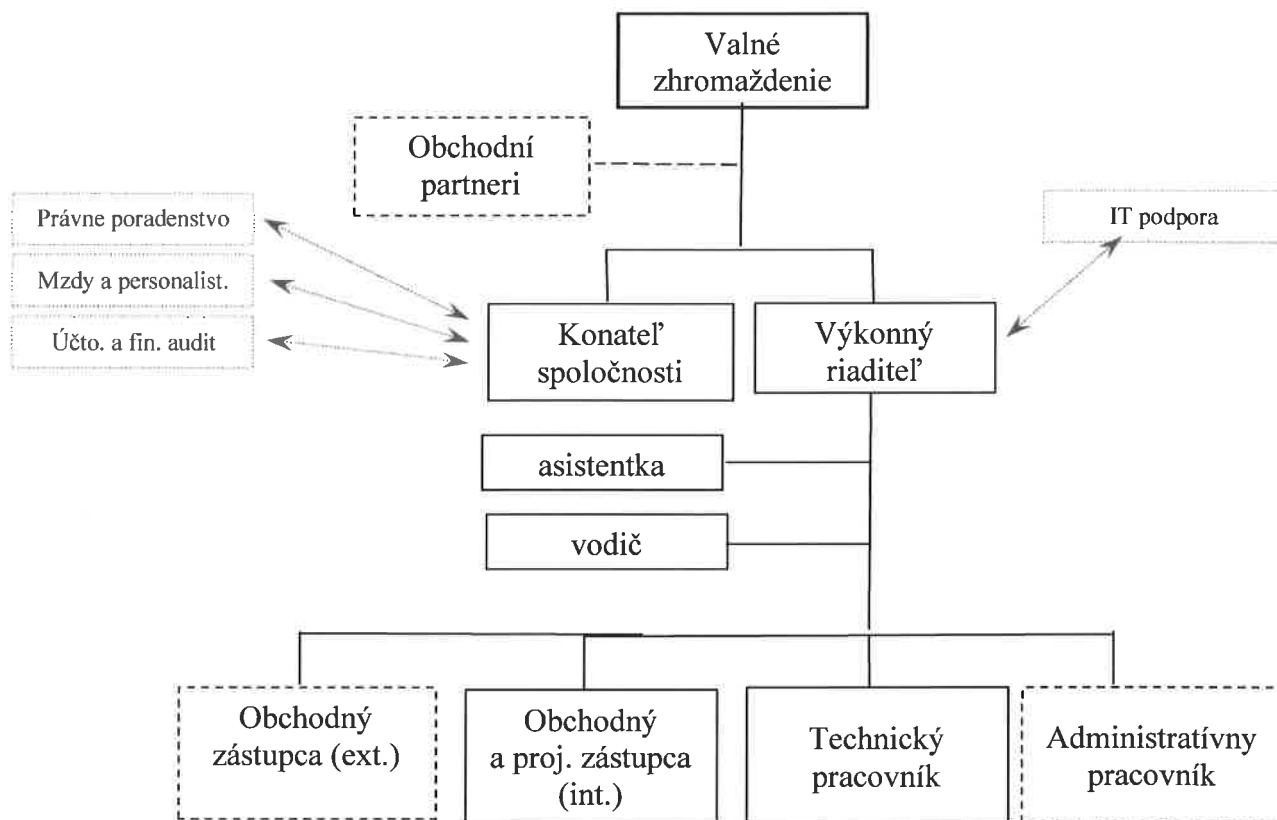 Valné
zhromaždenie
Obchodní
partneri
Právne poradenstvo
IT podpora
Mzdy a personalist.
Účto. a fin. audit
Konateľ
spoločnosti
Výkonný
riaditeľ
asistentka
vodič
Obchodný
zástupca (ext.)
Obchodný
a proj. zástupca
(int.)
Technický
pracovník
Administratívny
pracovník